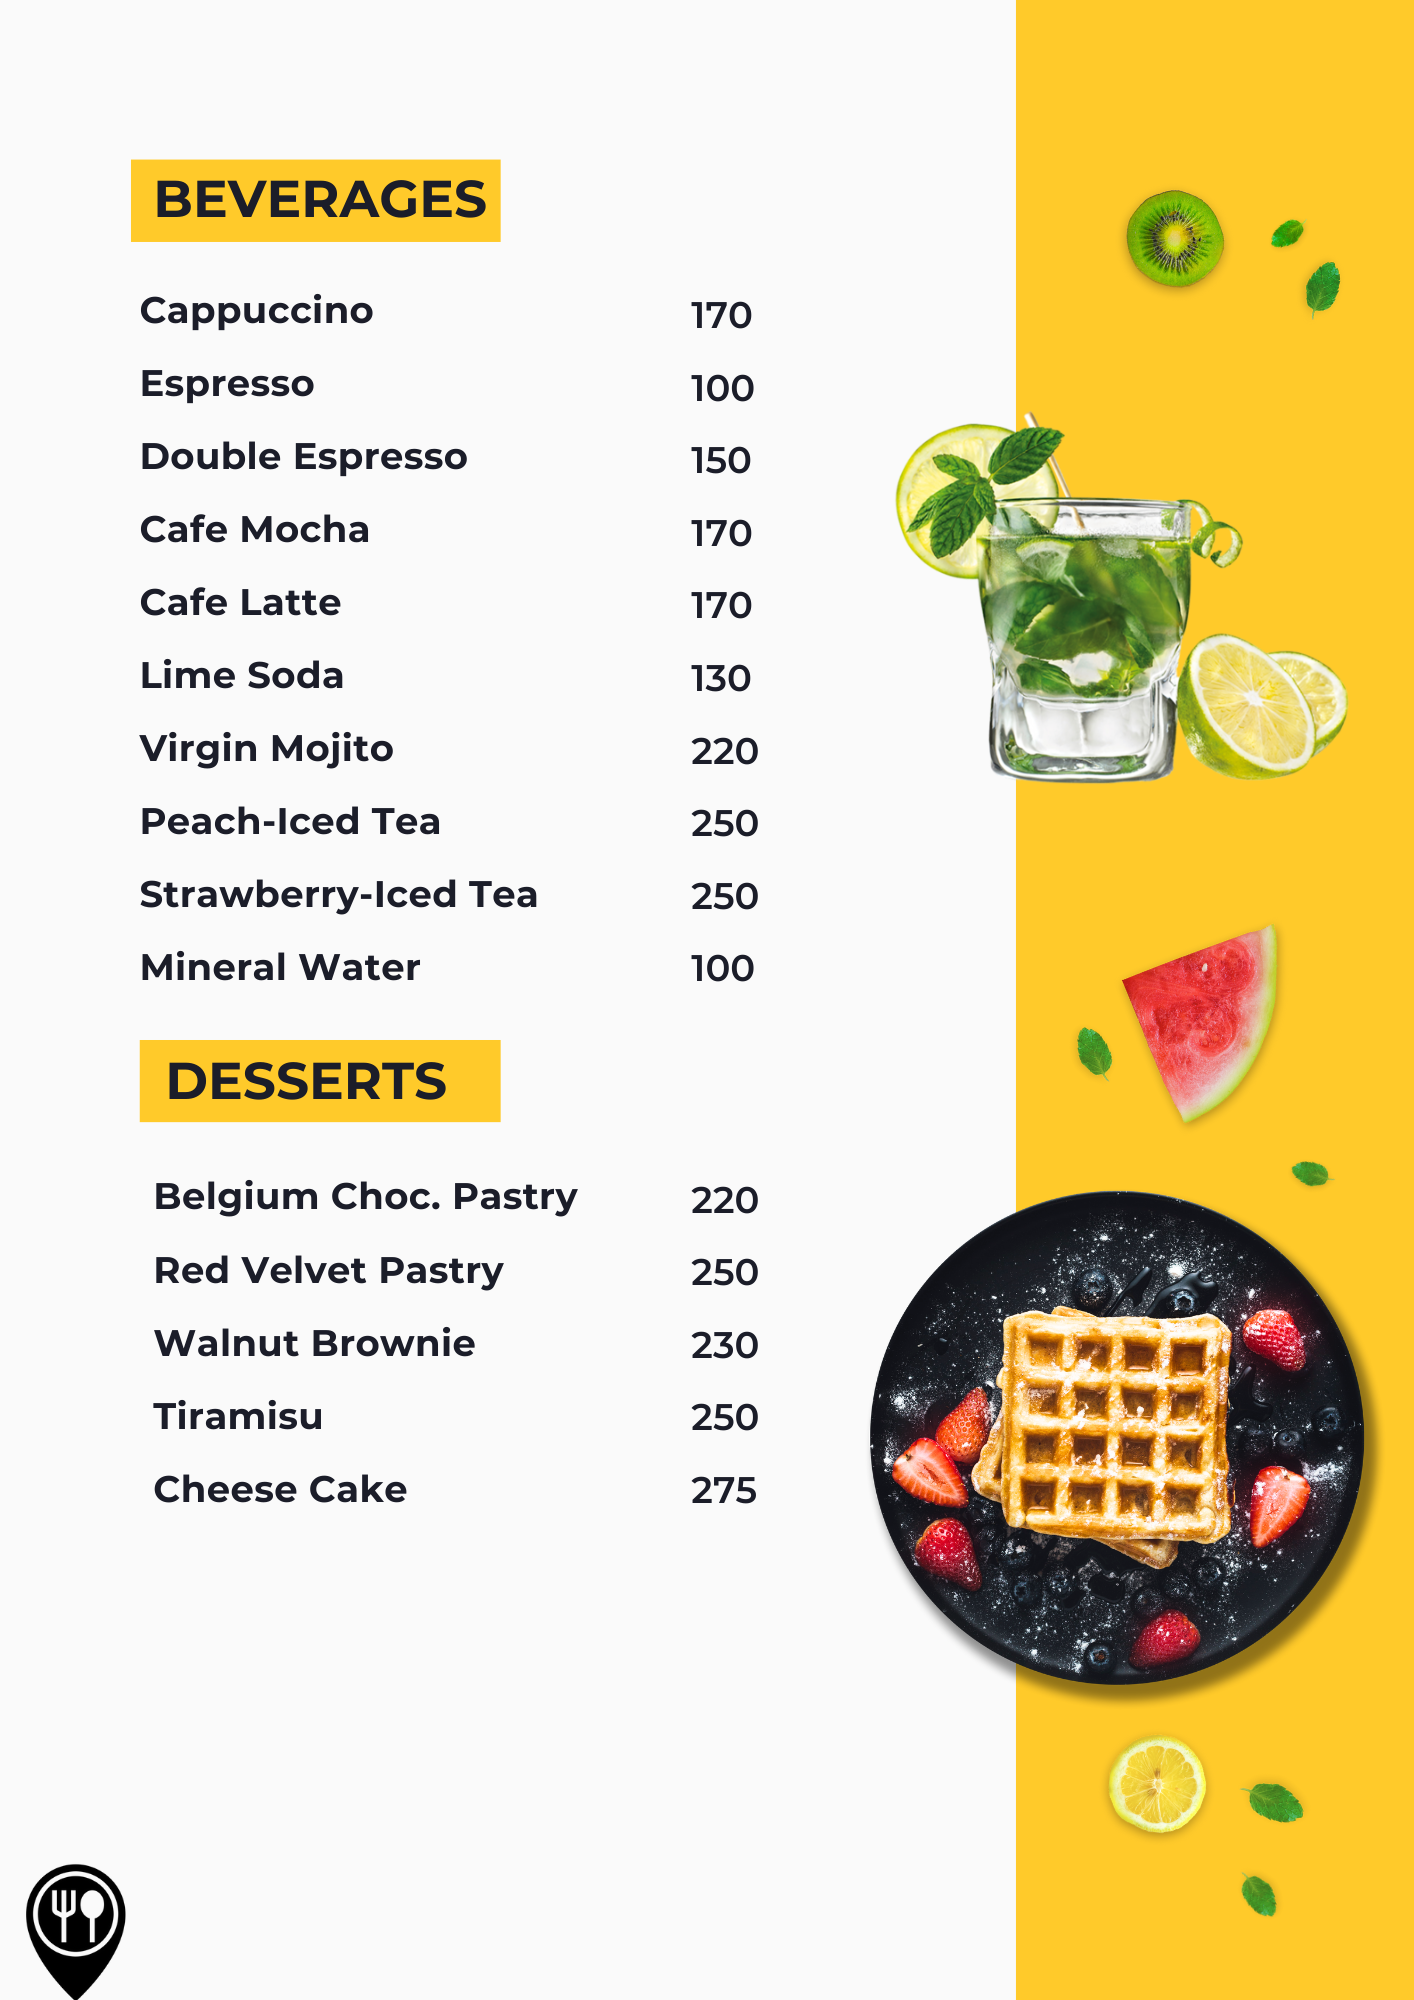 BEVERAGES
Cappuccino 170
Espresso 100
Double Espresso 150
Cafe Mocha 170
Cafe Latte 170
Lime Soda 130
Virgin Mojito 220
Peach-Iced Tea 250
Strawberry-Iced Tea 250
Mineral Water 100
DESSERTS
Belgium Choc. Pastry 220
Red Velvet Pastry 250
Walnut Brownie 230
Tiramisu 250
Cheese Cake 275